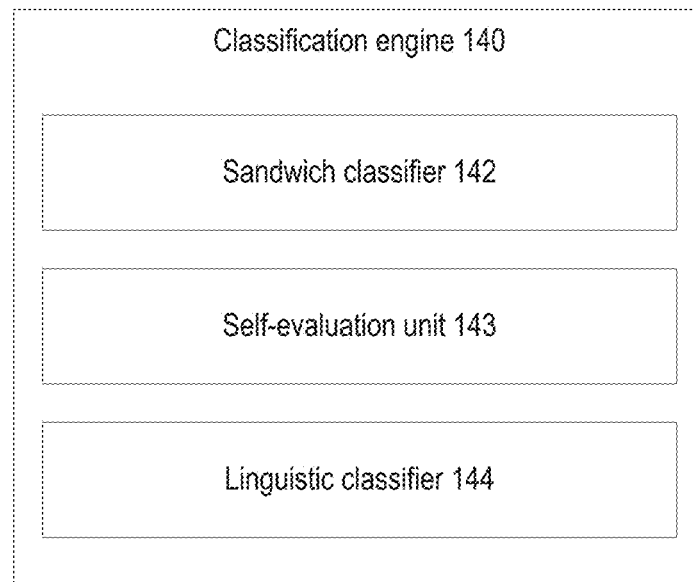 Classification engine 140
Sandwich classifier 142
Self-evaluation unit 143
Linguistic classifier 144